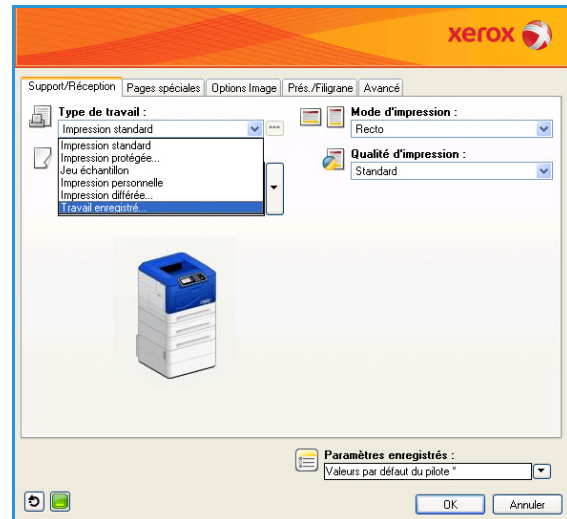 xerox
Support/Réception
Pages spéciales
Options Image
Prés./Filigrane
Avancé
Type de travail :
Impression standard
Impression standard
Impression protégée...
Jeu échantillon
Impression personnelle
Impression différée...
Travail enregistré...
Mode d'impression :
Recto
Qualité d'impression :
Standard
Paramètres enregistrés :
Valeurs par défaut du pilote *
OK
Annuler